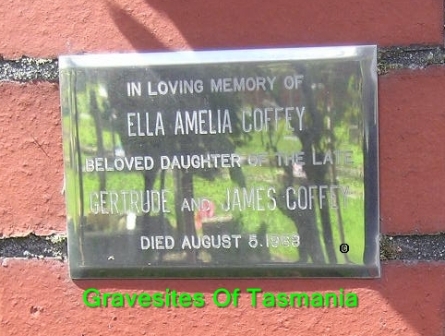 IN LOVING MEMORY OF
ELLA AMELIA COFFEY
BELOVED DAUGHTER OF THE LATE
GERTRUDE AND JAMES COFFEY
DIED AUGUST 5.
Gravesites Of Tasmania